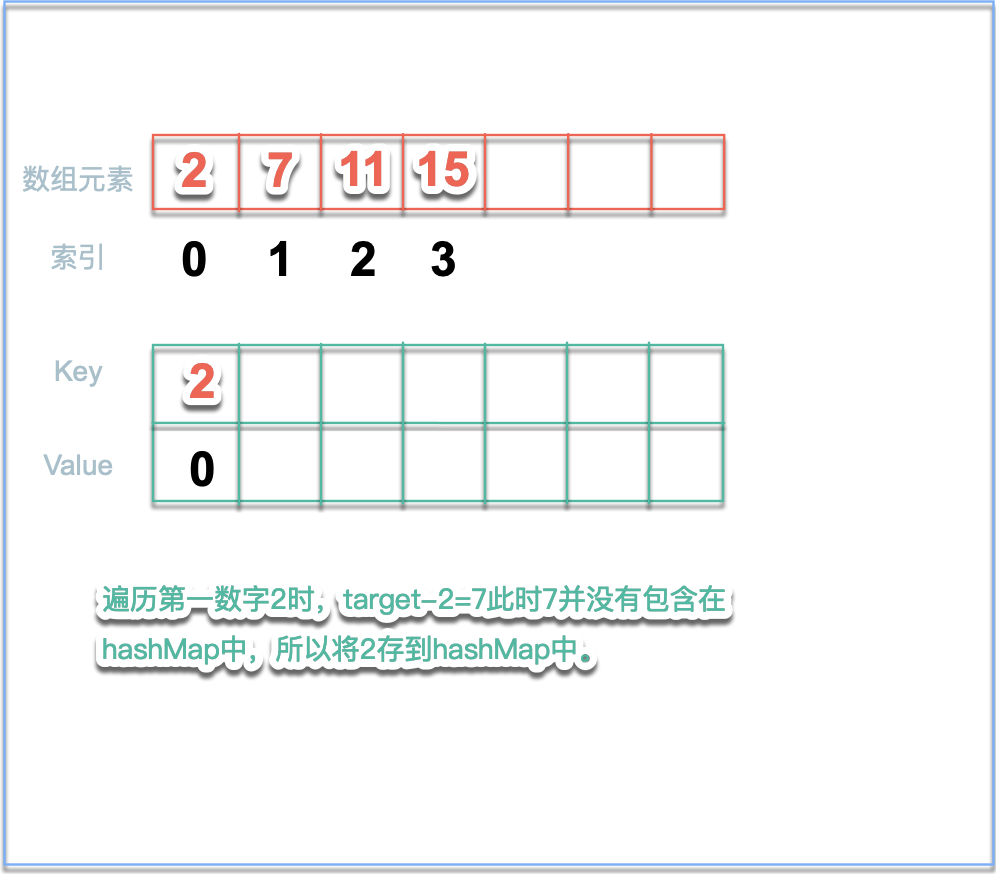 数组元素 2 7 11 15
索引 0 1 2 3
Key 2
Value 0
遍历第一数字2时，target-2=7此时7并没有包含在
hashMap中，所以将2存到hashMap中。